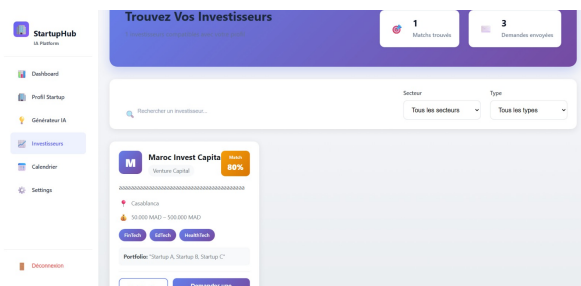 StartupHub
IA Platform
Dashboard
Profil Startup
Générateur IA
Investisseurs
Calendrier
Settings
Déconnexion
Trouvez Vos Investisseurs
1
Matchs trouvés
3
Demandes envoyées
Rechercher un investisseur...
Secteur
Tous les secteurs
Type
Tous les types
M
Maroc Invest Capita
Venture Capital
Match
80%
Casablanca
50.000 MAD – 500.000 MAD
FinTech
EdTech
HealthTech
Portfolio: "Startup A, Startup B, Startup C"
Demander une